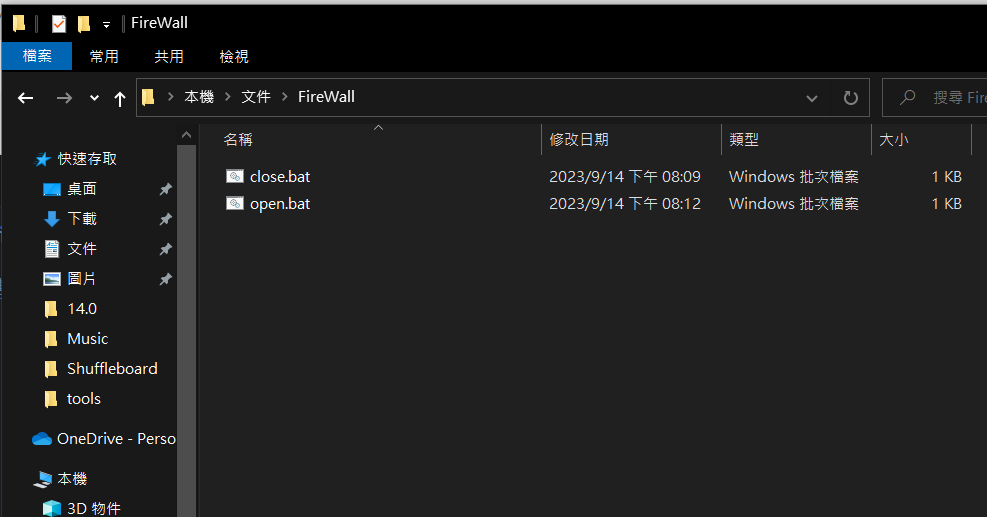 FireWall
檔案 常用 共用 檢視
本機 文件 FireWall 搜尋 Fire
名稱 修改日期 類型 大小
close.bat 2023/9/14 下午 08:09 Windows 批次檔案 1 KB
open.bat 2023/9/14 下午 08:12 Windows 批次檔案 1 KB
快速存取
桌面
下載
文件
圖片
14.0
Music
Shuffleboard
tools
OneDrive - Perso
本機
3D 物件